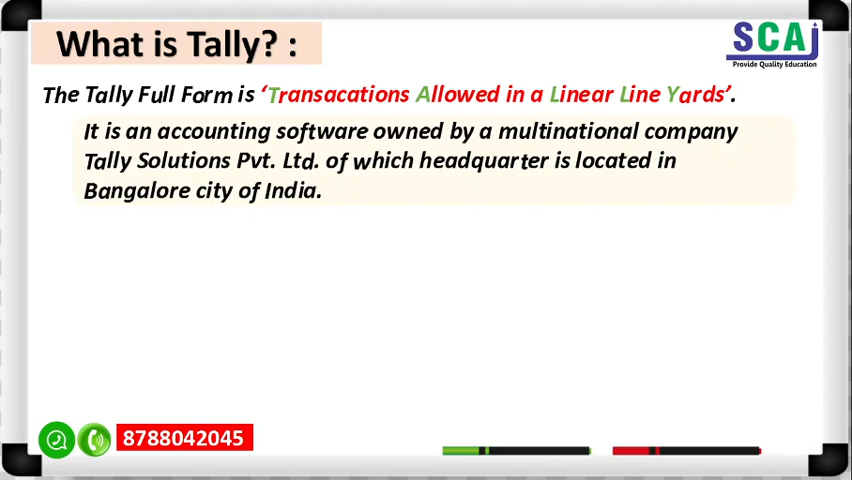 What is Tally? :
SCAJ
Provide Quality Education
The Tally Full Form is ‘Transacations Allowed in a Linear Line Yards’.
It is an accounting software owned by a multinational company
Tally Solutions Pvt. Ltd. of which headquarter is located in
Bangalore city of India.
8788042045